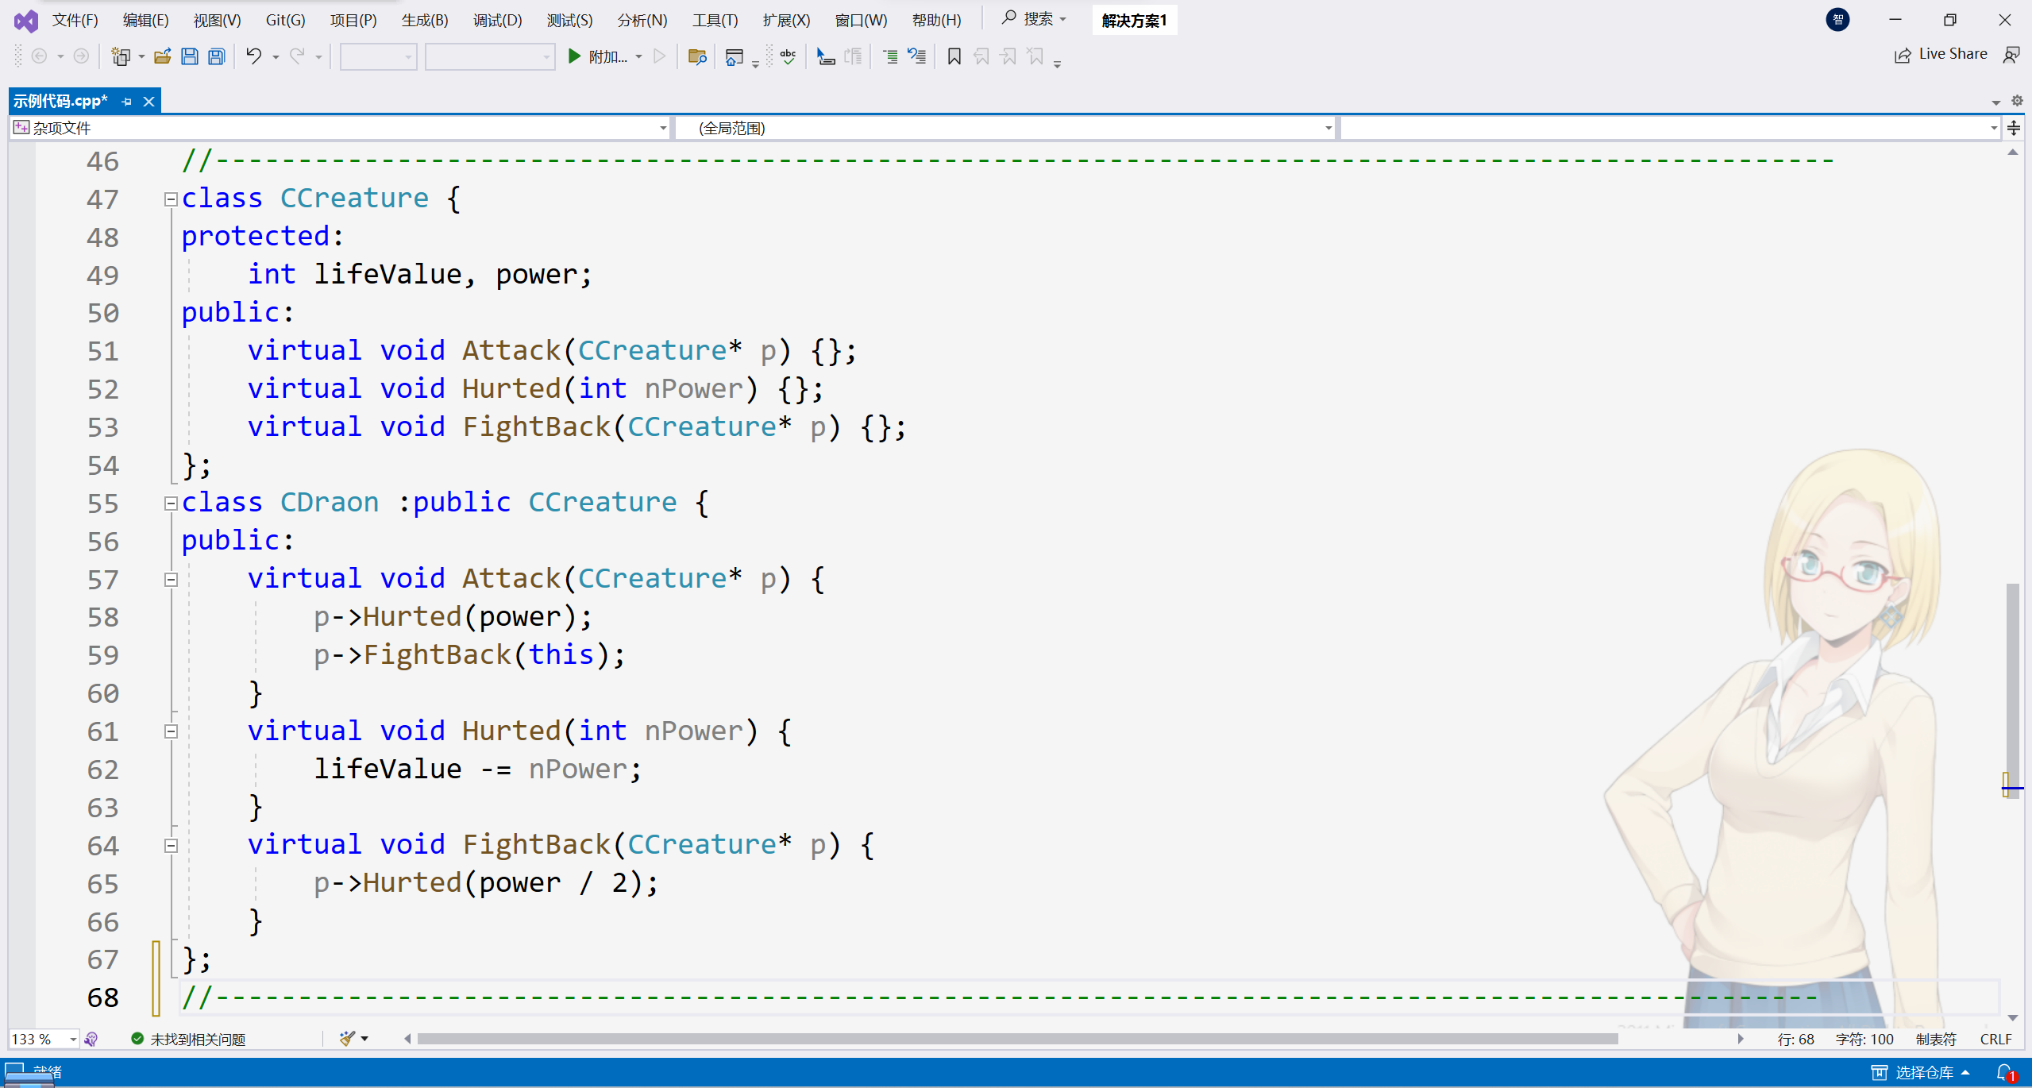 文件(F) 编辑(E) 视图(V) Git(G) 项目(P) 生成(B) 调试(D) 测试(S) 分析(N) 工具(T) 扩展(X) 窗口(W) 帮助(H) 搜索 解决方案1 智
附加... abc Live Share
示例代码.cpp*
杂项文件 (全局范围)
46 //--------------------------------------------------------------------------------------------------
47 class CCreature {
48 protected:
49     int lifeValue, power;
50 public:
51     virtual void Attack(CCreature* p) {};
52     virtual void Hurted(int nPower) {};
53     virtual void FightBack(CCreature* p) {};
54 };
55 class CDraon :public CCreature {
56 public:
57     virtual void Attack(CCreature* p) {
58         p->Hurted(power);
59         p->FightBack(this);
60     }
61     virtual void Hurted(int nPower) {
62         lifeValue -= nPower;
63     }
64     virtual void FightBack(CCreature* p) {
65         p->Hurted(power / 2);
66     }
67 };
68 //-------------------------------------------------------------------------------------------------
133 % 未找到相关问题 行: 68 字符: 100 制表符 CRLF
就绪 选择仓库 1